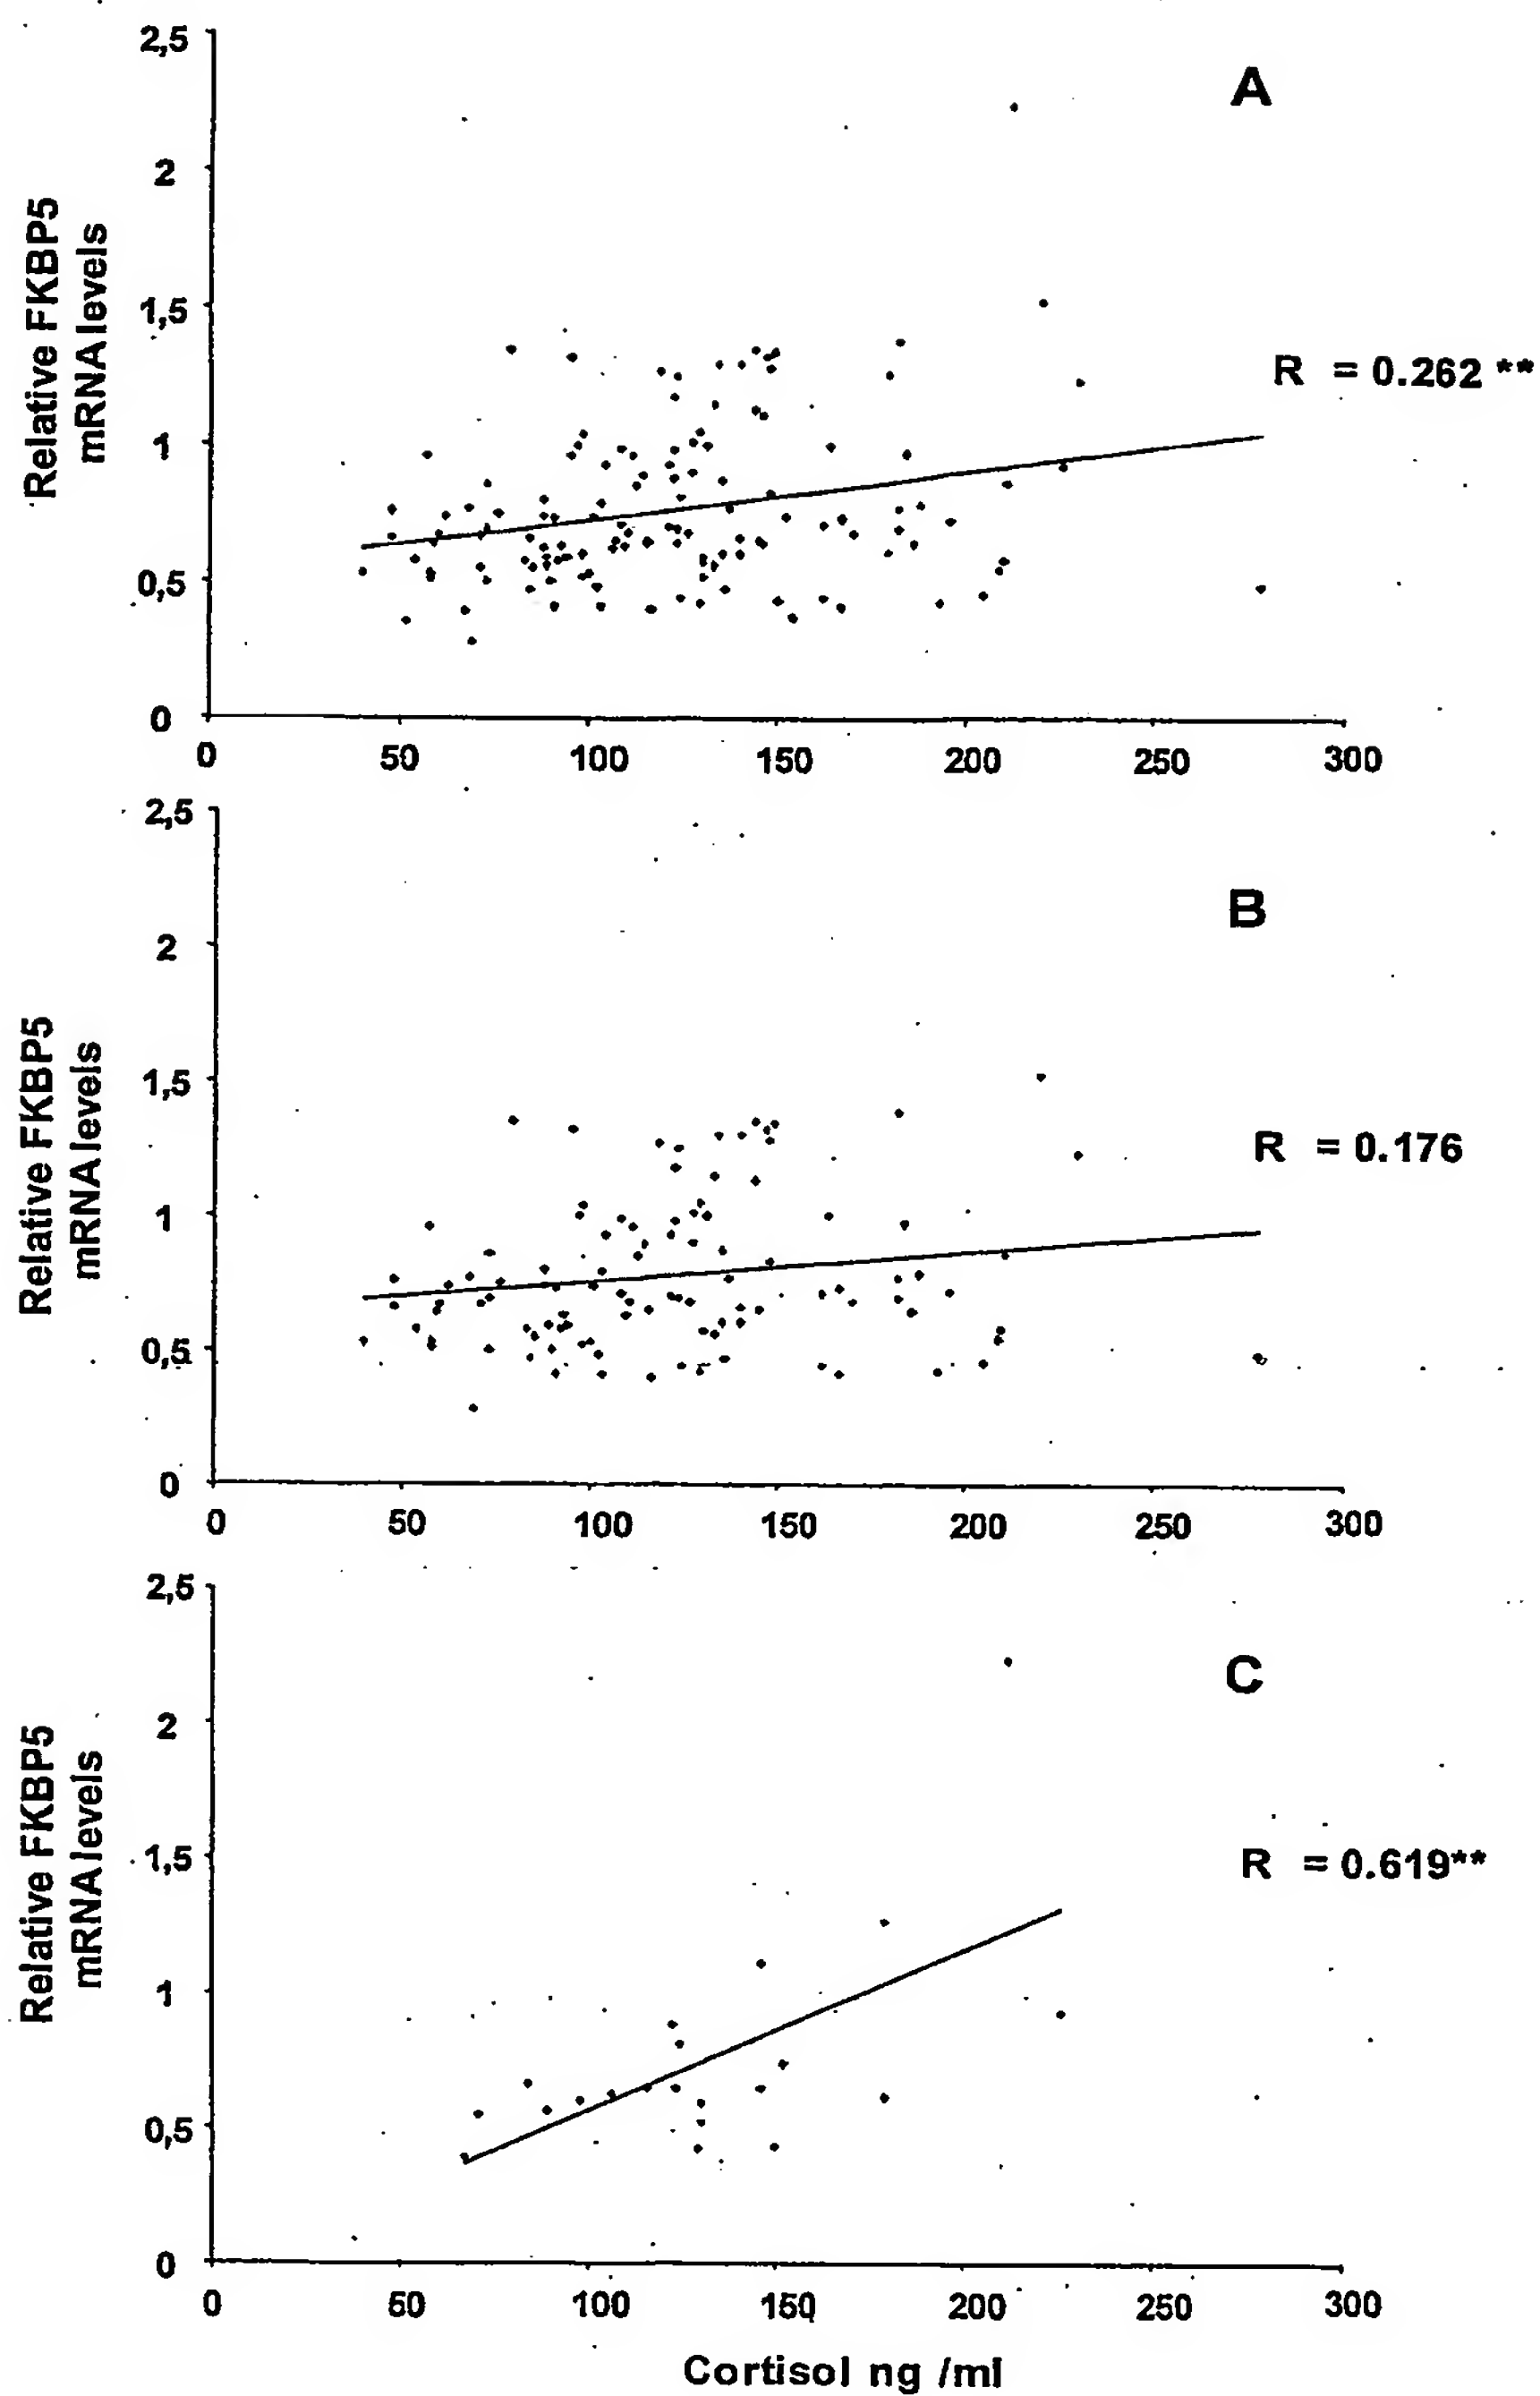 2,5
A
2
Relative FKBP5
mRNA levels
1,5
R = 0.262 **
1
0,5
0
0 50 100 150 200 250 300
2,5
B
2
Relative FKBP5
mRNA levels
1,5
R = 0.176
1
0,5
0
0 50 100 150 200 250 300
2,5
C
2
Relative FKBP5
mRNA levels
1,5
R = 0.619**
1
0,5
0
0 50 100 150 200 250 300
Cortisol ng /ml